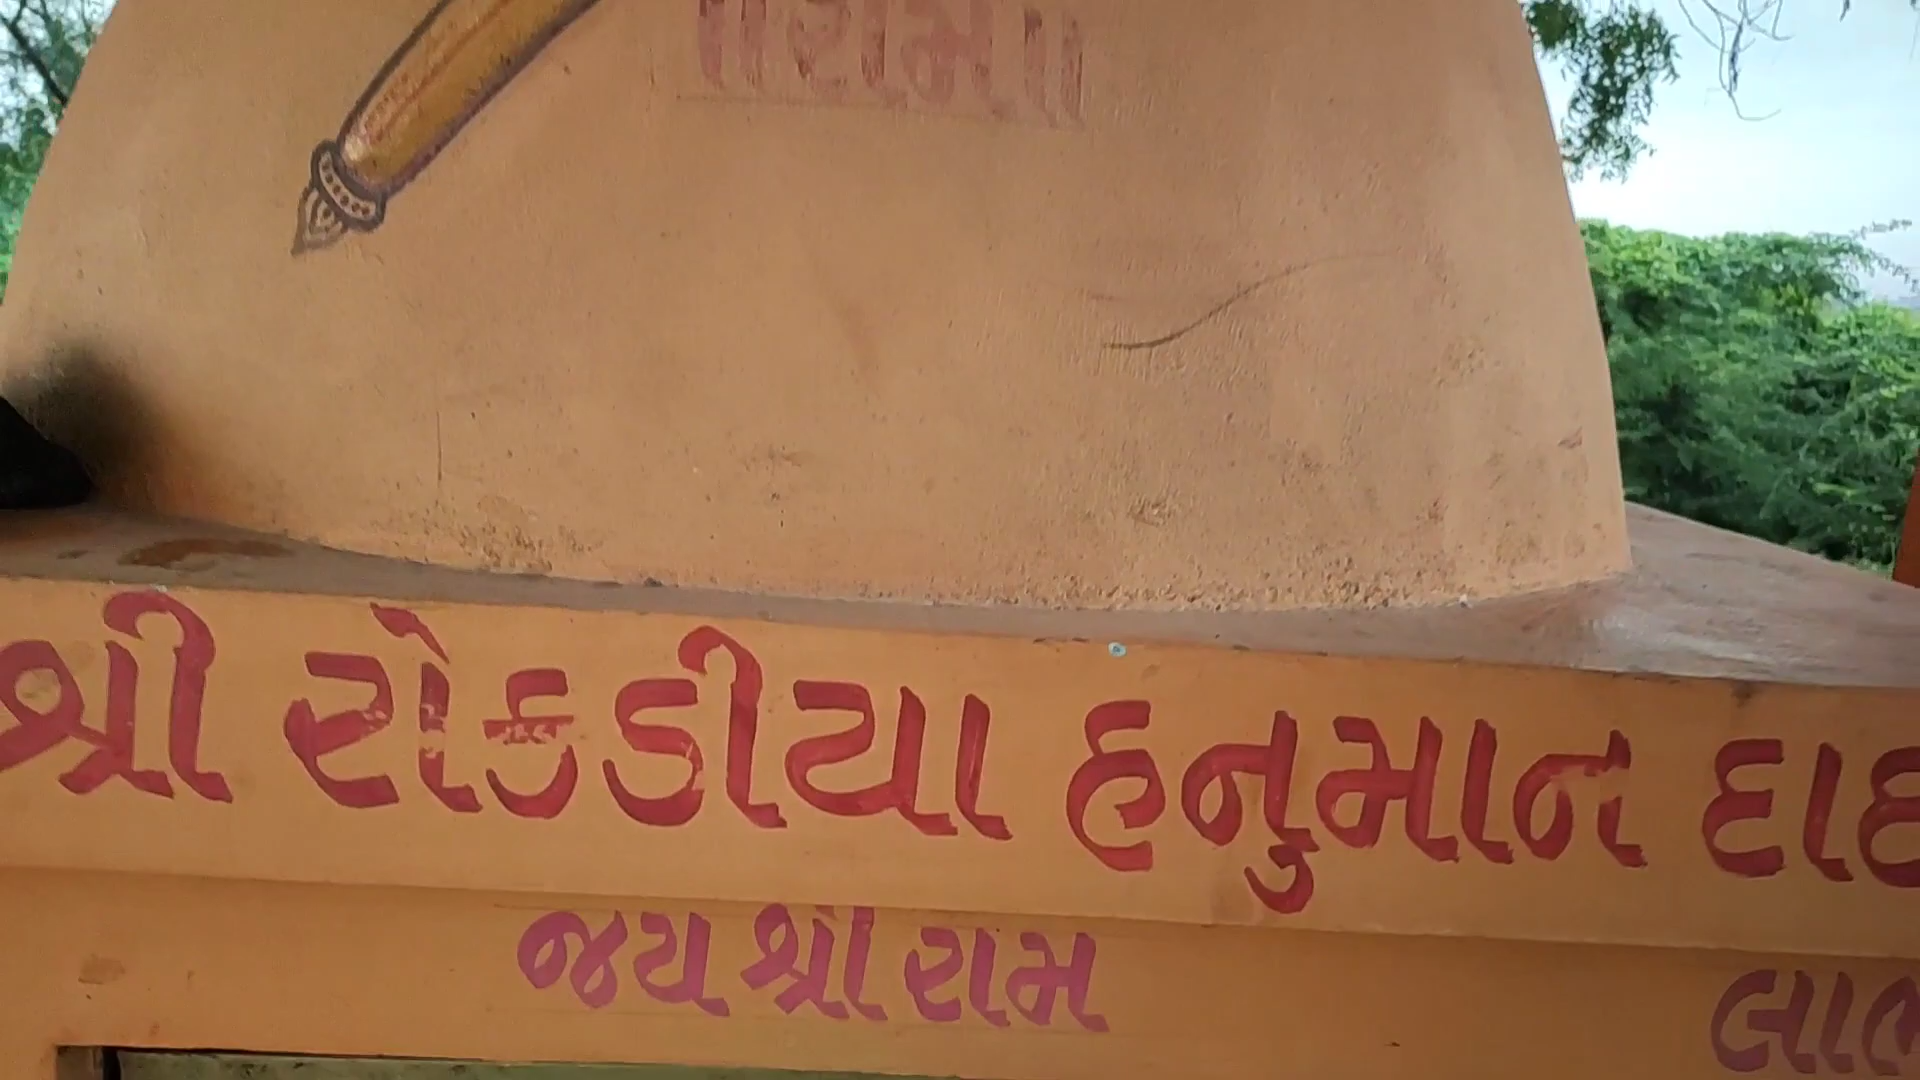 ॥રામ॥
શ્રી રોકડીયા હનુમાન દાદ
જય શ્રી રામ
લાભ